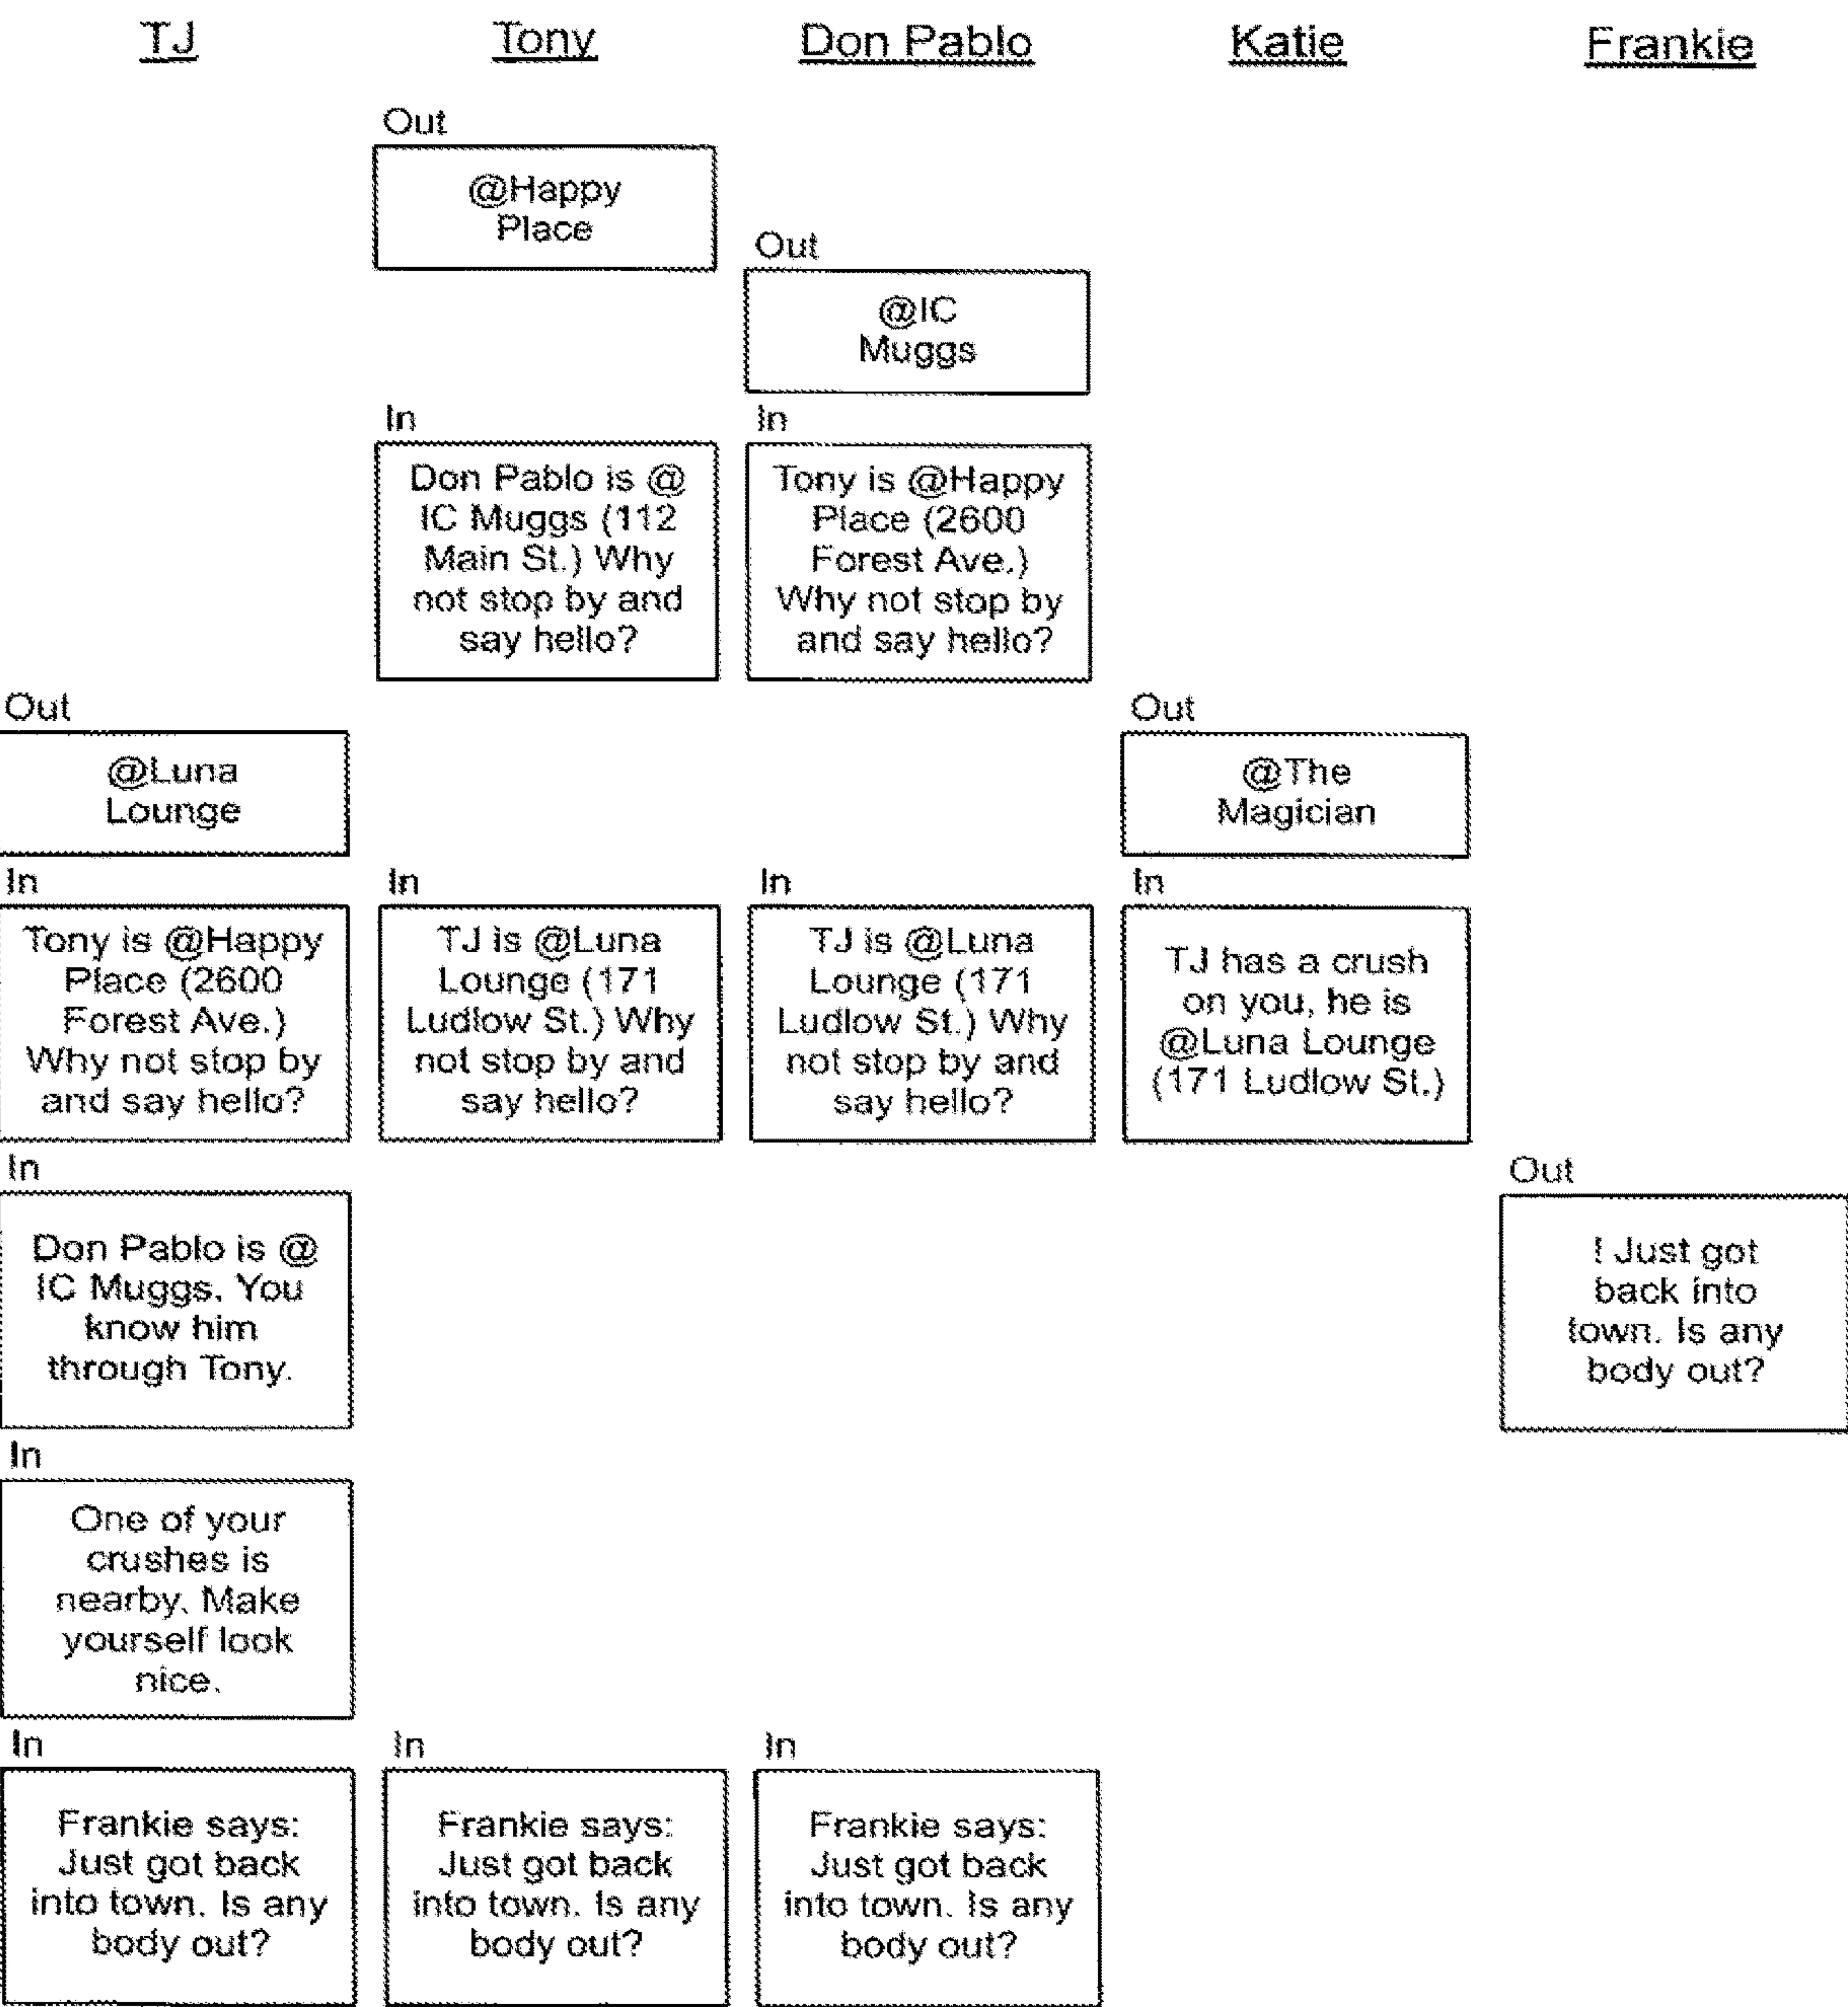 TJ
Tony
Don Pablo
Katie
Frankie
Out
@Happy
Place
Out
@IC
Muggs
In
Don Pablo is @
IC Muggs (112
Main St.) Why
not stop by and
say hello?
In
Tony is @Happy
Place (2600
Forest Ave.)
Why not stop by
and say hello?
Out
@Luna
Lounge
Out
@The
Magician
In
Tony is @Happy
Place (2600
Forest Ave.)
Why not stop by
and say hello?
In
TJ is @Luna
Lounge (171
Ludlow St.) Why
not stop by and
say hello?
In
TJ is @Luna
Lounge (171
Ludlow St.) Why
not stop by and
say hello?
In
TJ has a crush
on you, he is
@Luna Lounge
(171 Ludlow St.)
In
Don Pablo is @
IC Muggs. You
know him
through Tony.
Out
! Just got
back into
town. Is any
body out?
In
One of your
crushes is
nearby. Make
yourself look
nice.
In
Frankie says:
Just got back
into town. Is any
body out?
In
Frankie says:
Just got back
into town. Is any
body out?
In
Frankie says:
Just got back
into town. Is any
body out?